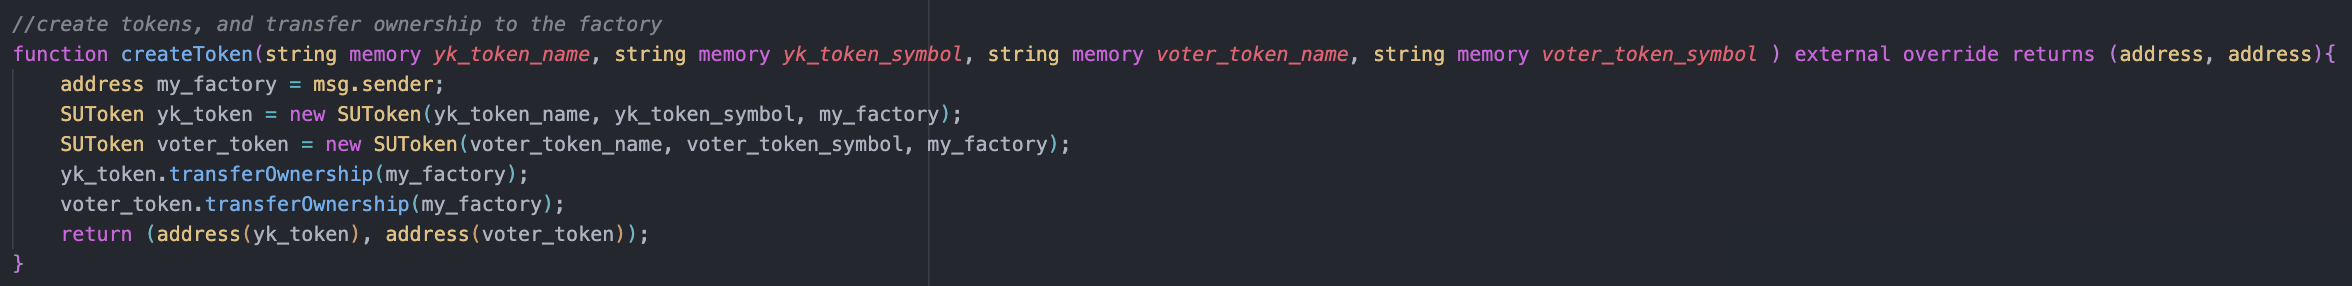 //create tokens, and transfer ownership to the factory
function createToken(string memory yk_token_name, string memory yk_token_symbol, string memory voter_token_name, string memory voter_token_symbol ) external override returns (address, address){
    address my_factory = msg.sender;
    SUToken yk_token = new SUToken(yk_token_name, yk_token_symbol, my_factory);
    SUToken voter_token = new SUToken(voter_token_name, voter_token_symbol, my_factory);
    yk_token.transferOwnership(my_factory);
    voter_token.transferOwnership(my_factory);
    return (address(yk_token), address(voter_token));
}